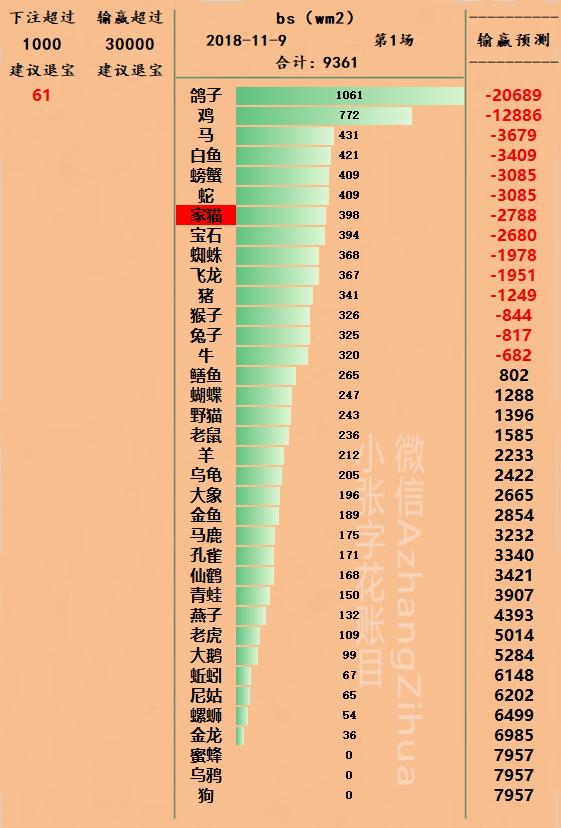 下注超过 输赢超过
1000 30000
建议退宝 建议退宝
61
bs（wm2）
2018-11-9 第1场
合计：9361
输赢预测
鸽子 1061 -20689
鸡 772 -12886
马 431 -3679
白鱼 421 -3409
螃蟹 409 -3085
蛇 409 -3085
家猫 398 -2788
宝石 394 -2680
蜘蛛 368 -1978
飞龙 367 -1951
猪 341 -1249
猴子 326 -844
兔子 325 -817
牛 320 -682
鳝鱼 265 802
蝴蝶 247 1288
野猫 243 1396
老鼠 236 1585
羊 212 2233
乌龟 205 2422
大象 196 2665
金鱼 189 2854
马鹿 175 3232
孔雀 171 3340
仙鹤 168 3421
青蛙 150 3907
燕子 132 4393
老虎 109 5014
大鹅 99 5284
蚯蚓 67 6148
尼姑 65 6202
螺蛳 54 6499
金龙 36 6985
蜜蜂 0 7957
乌鸦 0 7957
狗 0 7957
微信AzhangZihua
小张字花账目